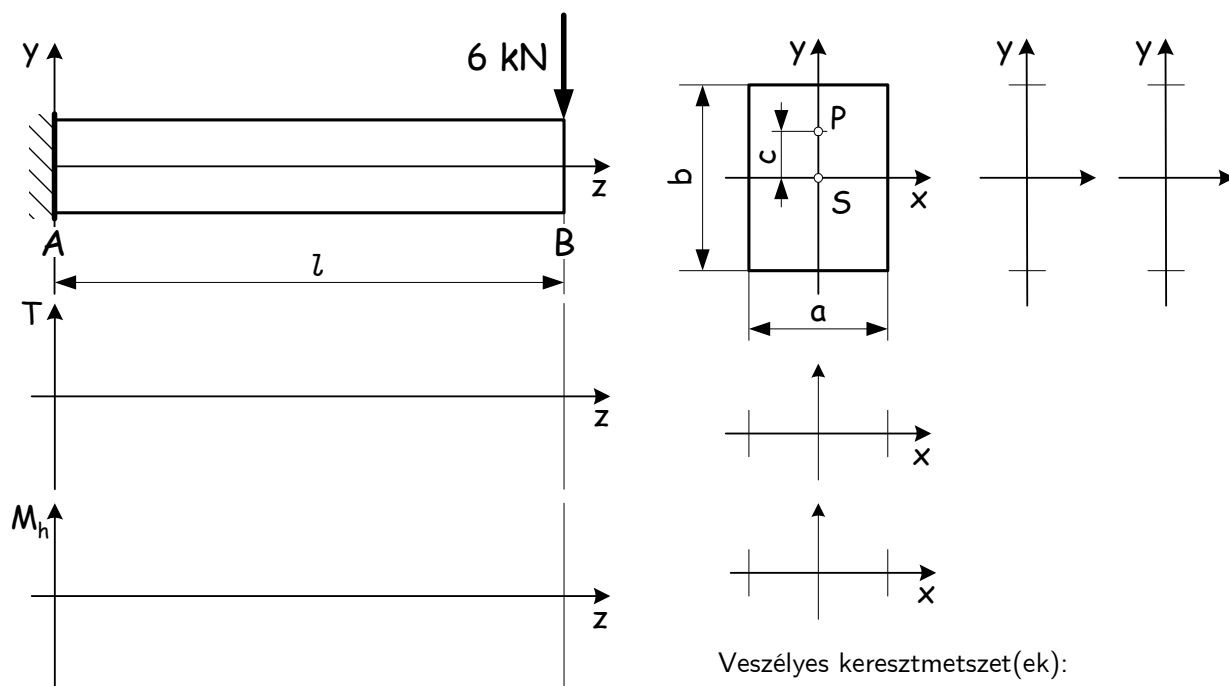 y
6 kN
z
A
B
l
T
z
M_h
z
y
P
c
b
S
x
a
y
y
x
x
Veszélyes keresztmetszet(ek):